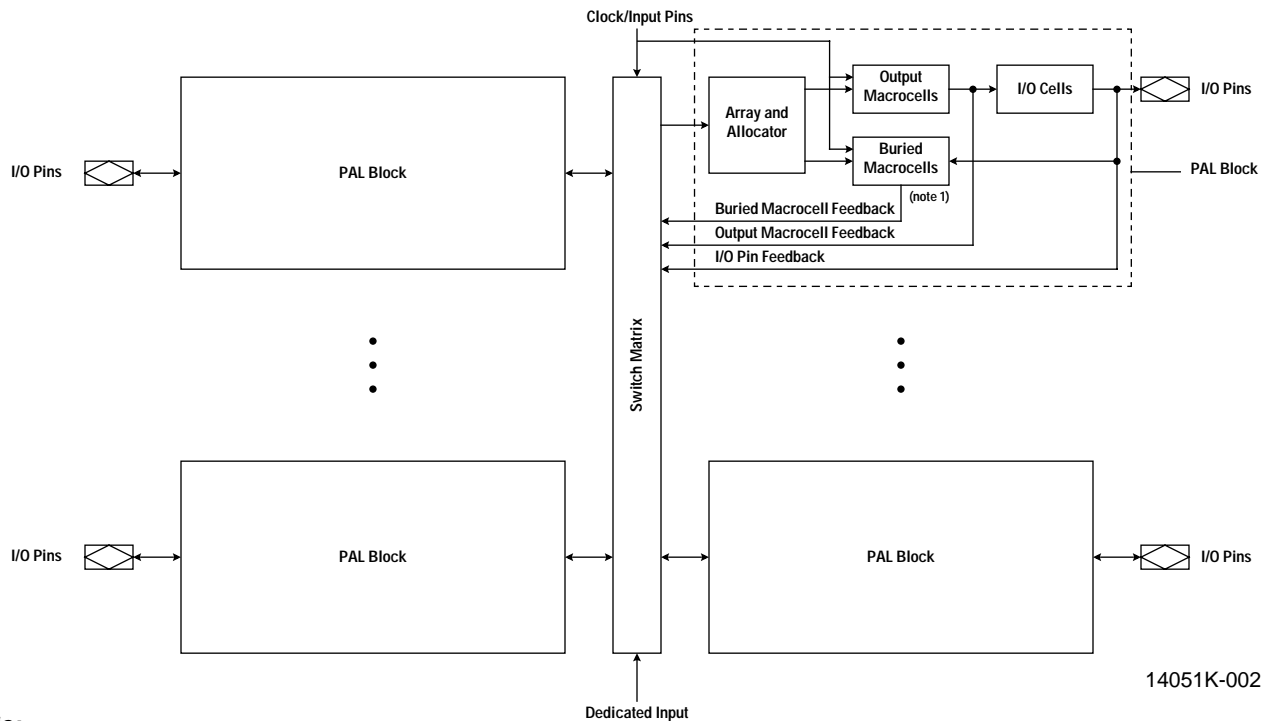 Clock/Input Pins
Output
Macrocells
I/O Cells
I/O Pins
Array and
Allocator
I/O Pins
PAL Block
Buried
Macrocells
PAL Block
(note 1)
Buried Macrocell Feedback
Output Macrocell Feedback
I/O Pin Feedback
Switch Matrix
I/O Pins
PAL Block
PAL Block
I/O Pins
14051K-002
Dedicated Input